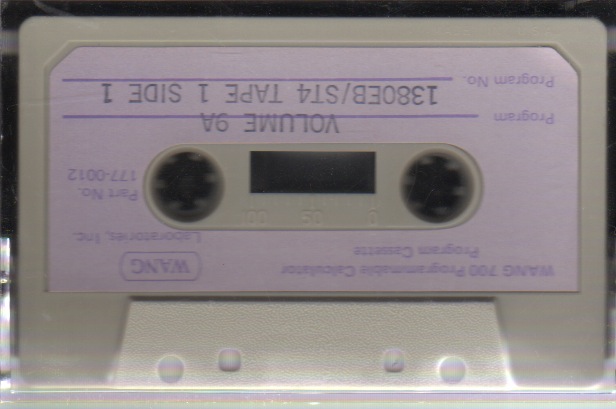 WANG 700 Programmable Calculator
Program Cassette
WANG
Laboratories, Inc.
0 50 100
Part No.
177-0012
Program VOLUME 9A
Program No. 1380EB/ST4 TAPE 1 SIDE 1